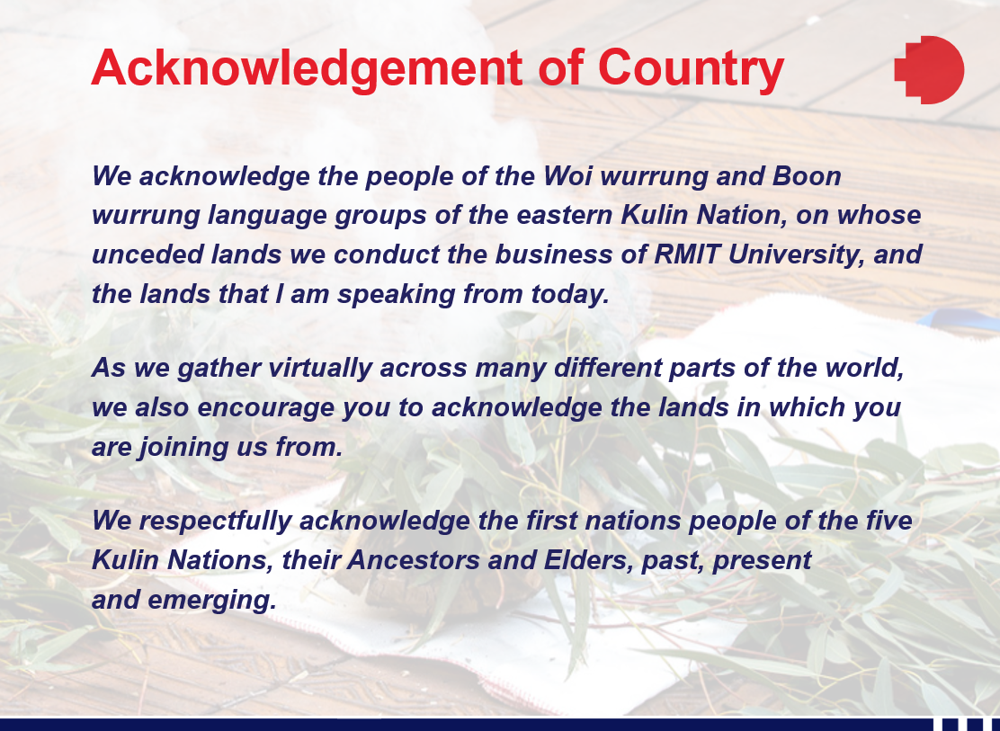 Acknowledgement of Country
We acknowledge the people of the Woi wurrung and Boon
wurrung language groups of the eastern Kulin Nation, on whose
unceded lands we conduct the business of RMIT University, and
the lands that I am speaking from today.
As we gather virtually across many different parts of the world,
we also encourage you to acknowledge the lands in which you
are joining us from.
We respectfully acknowledge the first nations people of the five
Kulin Nations, their Ancestors and Elders, past, present
and emerging.